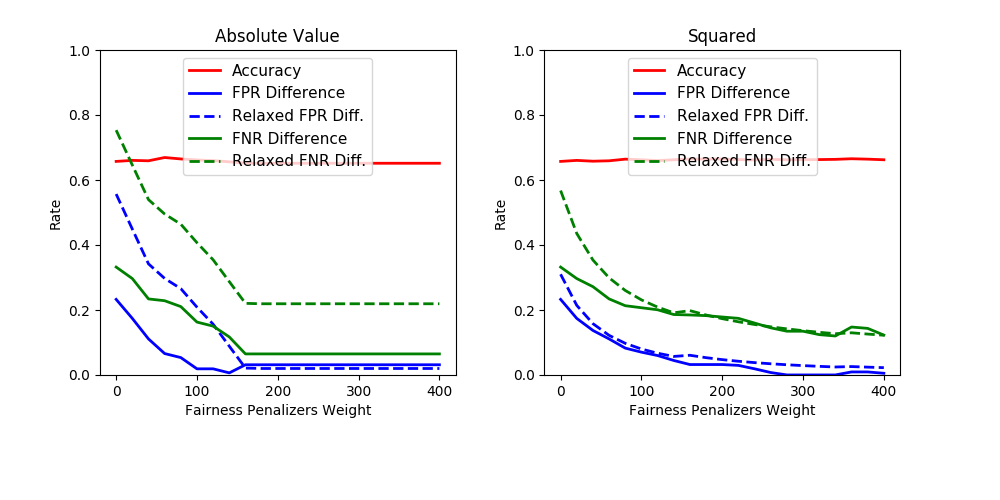 Absolute Value
1.0
0.8
0.6
0.4
0.2
0.0
Rate
Accuracy
FPR Difference
Relaxed FPR Diff.
FNR Difference
Relaxed FNR Diff.
0 100 200 300 400
Fairness Penalizers Weight
Squared
1.0
0.8
0.6
0.4
0.2
0.0
Rate
Accuracy
FPR Difference
Relaxed FPR Diff.
FNR Difference
Relaxed FNR Diff.
0 100 200 300 400
Fairness Penalizers Weight